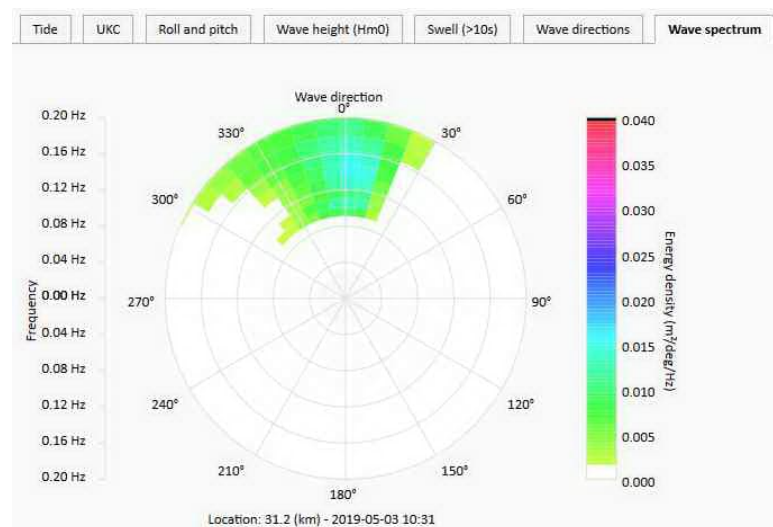 Tide UKC Roll and pitch Wave height (Hm0) Swell (>10s) Wave directions Wave spectrum
Wave direction
0°
30°
60°
90°
120°
150°
180°
210°
240°
270°
300°
330°
Frequency
0.20 Hz
0.16 Hz
0.12 Hz
0.08 Hz
0.04 Hz
0.00 Hz
0.04 Hz
0.08 Hz
0.12 Hz
0.16 Hz
0.20 Hz
0.040
0.035
0.030
0.025
0.020
0.015
0.010
0.005
0.000
Energy density (m²/deg/Hz)
Location: 31.2 (km) - 2019-05-03 10:31